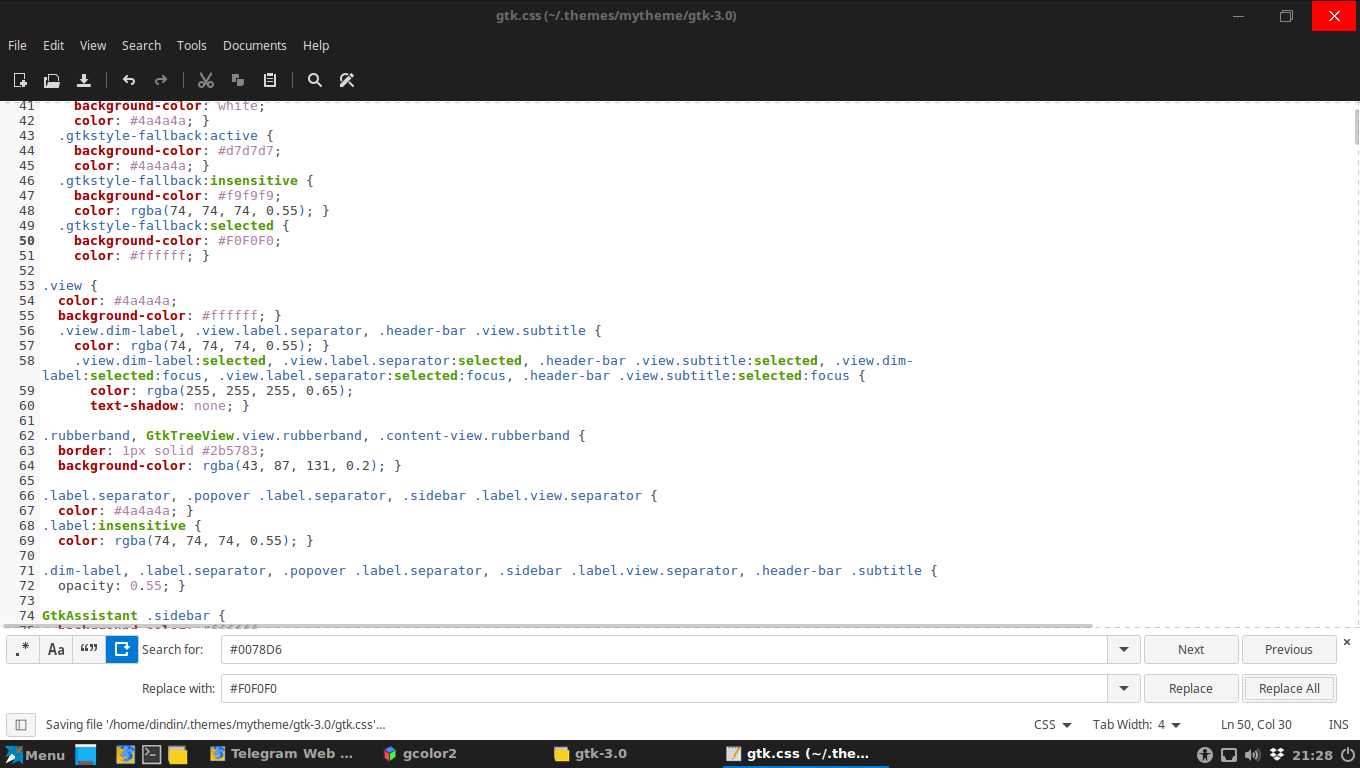 gtk.css (~/.themes/mytheme/gtk-3.0)
File Edit View Search Tools Documents Help
41 background-color: white;
42 color: #4a4a4a; }
43 .gtkstyle-fallback:active {
44 background-color: #d7d7d7;
45 color: #4a4a4a; }
46 .gtkstyle-fallback:insensitive {
47 background-color: #f9f9f9;
48 color: rgba(74, 74, 74, 0.55); }
49 .gtkstyle-fallback:selected {
50 background-color: #F0F0F0;
51 color: #ffffff; }
52
53 .view {
54 color: #4a4a4a;
55 background-color: #ffffff; }
56 .view.dim-label, .view.label.separator, .header-bar .view.subtitle {
57 color: rgba(74, 74, 74, 0.55); }
58 .view.dim-label:selected, .view.label.separator:selected, .header-bar .view.subtitle:selected, .view.dim-
label:selected:focus, .view.label.separator:selected:focus, .header-bar .view.subtitle:selected:focus {
59 color: rgba(255, 255, 255, 0.65);
60 text-shadow: none; }
61
62 .rubberband, GtkTreeView.view.rubberband, .content-view.rubberband {
63 border: 1px solid #2b5783;
64 background-color: rgba(43, 87, 131, 0.2); }
65
66 .label.separator, .popover .label.separator, .sidebar .label.view.separator {
67 color: #4a4a4a; }
68 .label:insensitive {
69 color: rgba(74, 74, 74, 0.55); }
70
71 .dim-label, .label.separator, .popover .label.separator, .sidebar .label.view.separator, .header-bar .subtitle {
72 opacity: 0.55; }
73
74 GtkAssistant .sidebar {
.* Aa “” Search for: #0078D6 Next Previous ×
Replace with: #F0F0F0 Replace Replace All
Saving file '/home/dindin/.themes/mytheme/gtk-3.0/gtk.css'... CSS Tab Width: 4 Ln 50, Col 30 INS
Menu Telegram Web ... gcolor2 gtk-3.0 gtk.css (~/.the... 21:28